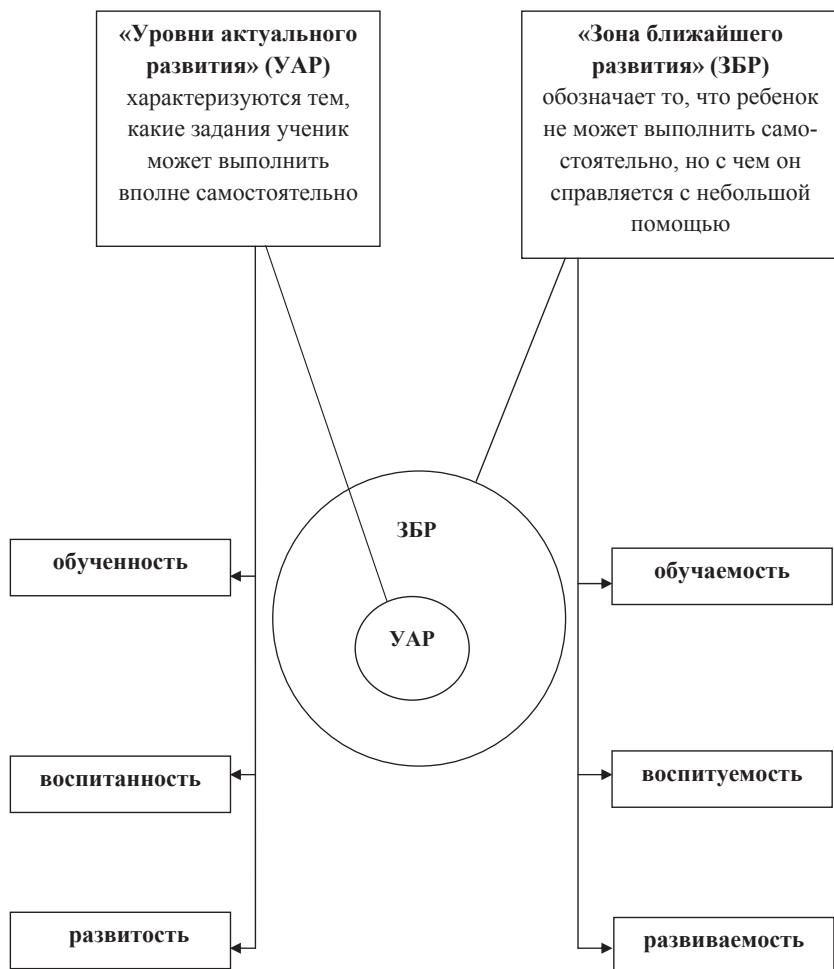 «Уровни актуального
развития» (УАР)
характеризуются тем,
какие задания ученик
может выполнить
вполне самостоятельно
«Зона ближайшего
развития» (ЗБР)
обозначает то, что ребенок
не может выполнить само-
стоятельно, но с чем он
справляется с небольшой
помощью
ЗБР
УАР
обученность
обучаемость
воспитанность
воспитуемость
развитость
развиваемость